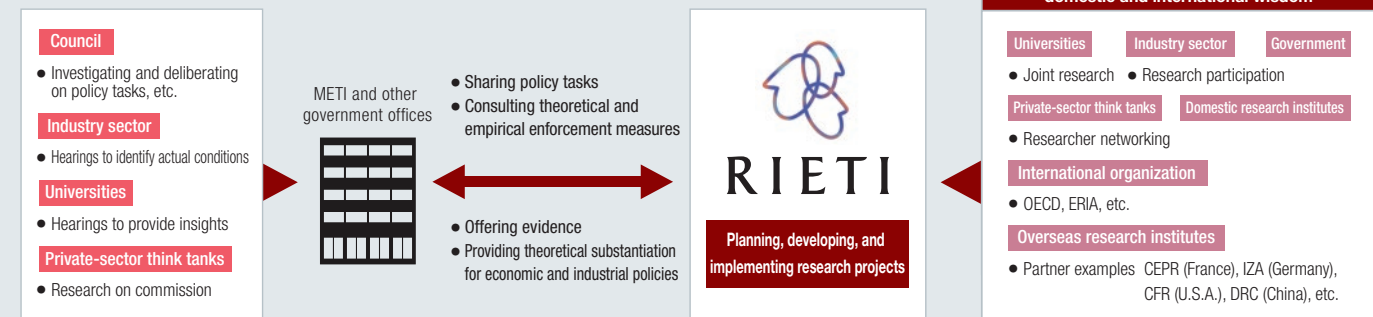 domestic and international wisdom
Council
● Investigating and deliberating
on policy tasks, etc.
Industry sector
● Hearings to identify actual conditions
Universities
● Hearings to provide insights
Private-sector think tanks
● Research on commission
METI and other
government offices
● Sharing policy tasks
● Consulting theoretical and
empirical enforcement measures
● Offering evidence
● Providing theoretical substantiation
for economic and industrial policies
RIETI
Planning, developing, and
implementing research projects
Universities Industry sector Government
● Joint research ● Research participation
Private-sector think tanks Domestic research institutes
● Researcher networking
International organization
● OECD, ERIA, etc.
Overseas research institutes
● Partner examples CEPR (France), IZA (Germany),
CFR (U.S.A.), DRC (China), etc.